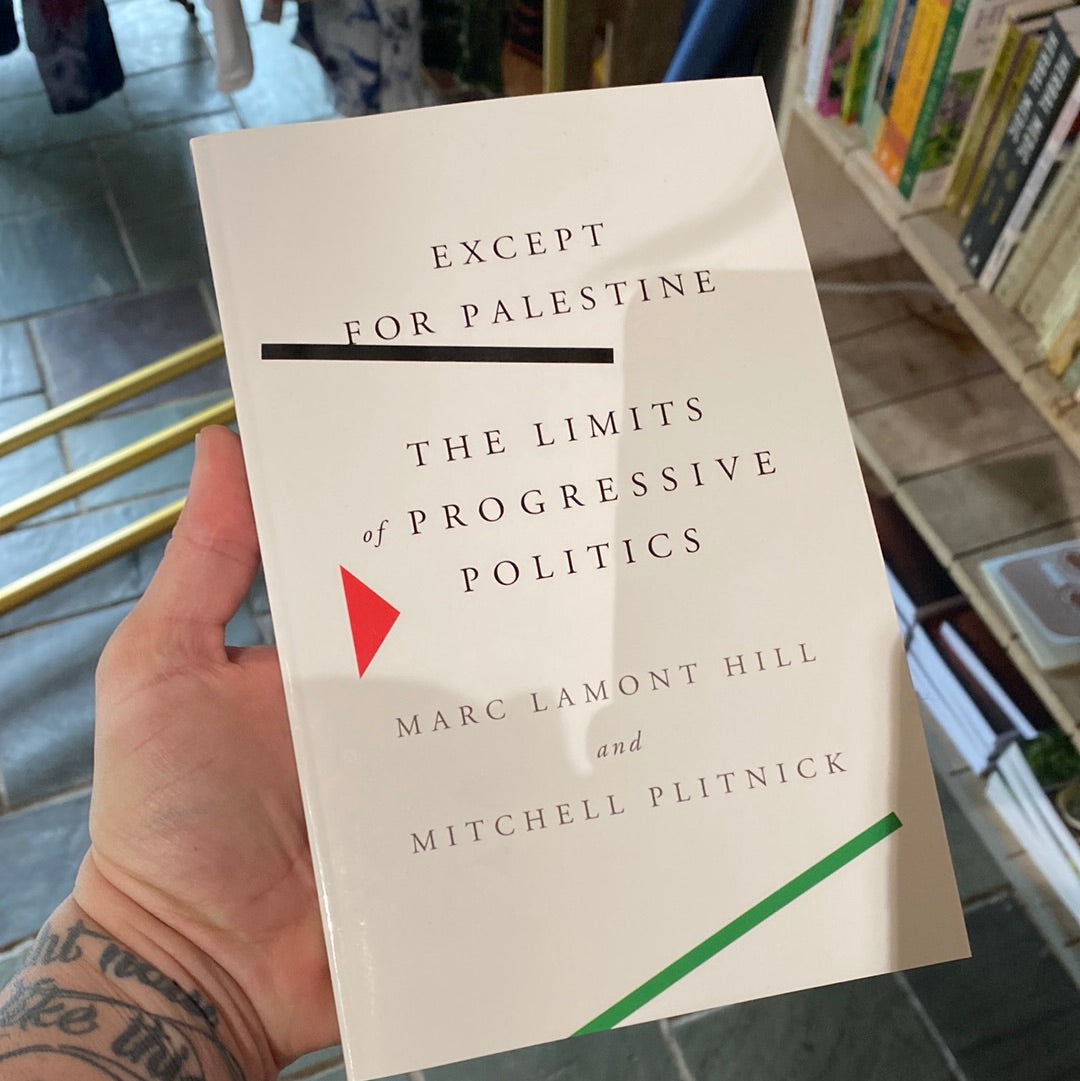 EXCEPT
FOR PALESTINE
THE LIMITS
of PROGRESSIVE
POLITICS
MARC LAMONT HILL
and
MITCHELL PLITNICK